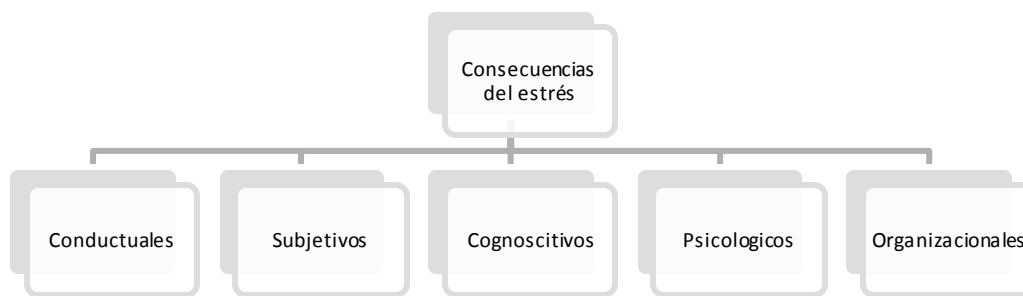 Consecuencias
del estrés
Conductuales
Subjetivos
Cognoscitivos
Psicologicos
Organizacionales